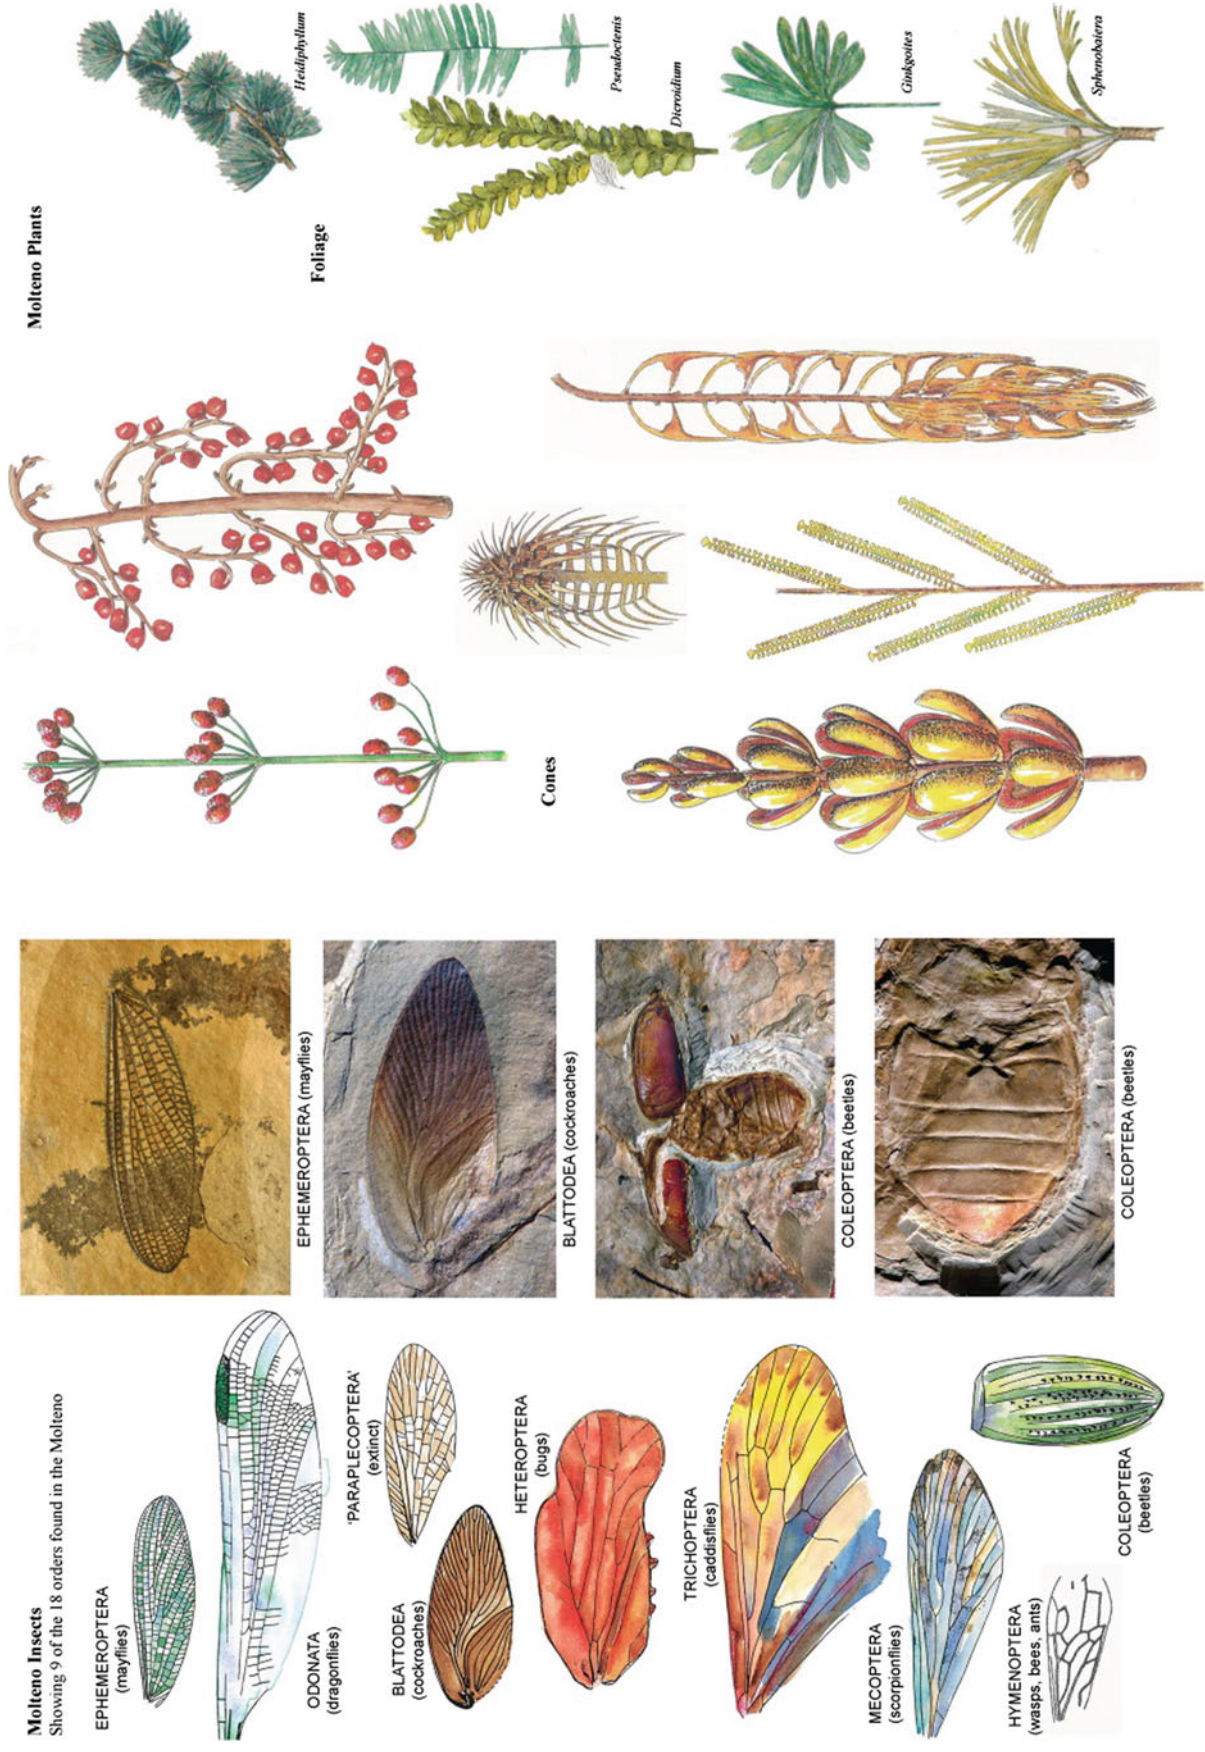 Molteno Insects
Showing 9 of the 18 orders found in the Molteno
EPHEMEROPTERA
(mayflies)
ODONATA
(dragonflies)
'PARAPLECOPTERA'
(extinct)
BLATTODEA
(cockroaches)
HETEROPTERA
(bugs)
TRICHOPTERA
(caddisflies)
MECOPTERA
(scorpionflies)
HYMENOPTERA
(wasps, bees, ants)
COLEOPTERA
(beetles)
EPHEMEROPTERA (mayflies)
BLATTODEA (cockroaches)
COLEOPTERA (beetles)
COLEOPTERA (beetles)
Molteno Plants
Cones
Foliage
Heidiphyllum
Pseudoctenis
Dicroidium
Ginkgoites
Sphenobaiera